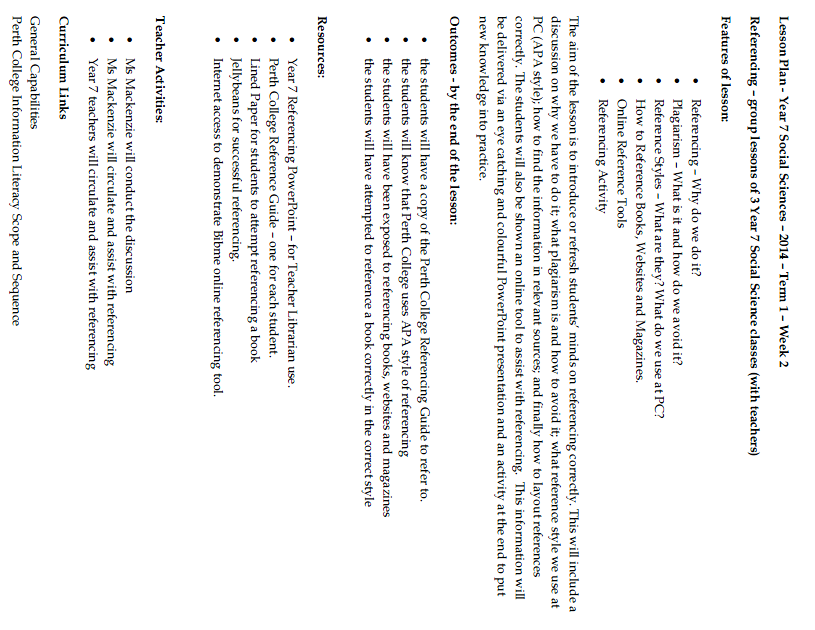 Lesson Plan - Year 7 Social Sciences – 2014 – Term 1 – Week 2
Referencing – group lessons of 3 Year 7 Social Science classes (with teachers)
Features of lesson:
• Referencing – Why do we do it?
• Plagiarism – What is it and how do we avoid it?
• Reference Styles – What are they? What do we use at PC?
• How to Reference Books, Websites and Magazines.
• Online Reference Tools
• Referencing Activity
The aim of the lesson is to introduce or refresh students' minds on referencing correctly. This will include a
discussion on why we have to do it; what plagiarism is and how to avoid it; what reference style we use at
PC (APA style); how to find the information in relevant sources; and finally how to layout references
correctly. The students will also be shown an online tool to assist with referencing. This information will
be delivered via an eye catching and colourful PowerPoint presentation and an activity at the end to put
new knowledge into practice.
Outcomes - by the end of the lesson:
• the students will have a copy of the Perth College Referencing Guide to refer to.
• the students will know that Perth College uses APA style of referencing
• the students will have been exposed to referencing books, websites and magazines
• the students will have attempted to reference a book correctly in the correct style
Resources:
• Year 7 Referencing PowerPoint – for Teacher Librarian use.
• Perth College Reference Guide – one for each student.
• Lined Paper for students to attempt referencing a book
• Jellybeans for successful referencing.
• Internet access to demonstrate Bibme online referencing tool.
Teacher Activities:
• Ms Mackenzie will conduct the discussion
• Ms Mackenzie will circulate and assist with referencing
• Year 7 teachers will circulate and assist with referencing
Curriculum Links
General Capabilities
Perth College Information Literacy Scope and Sequence